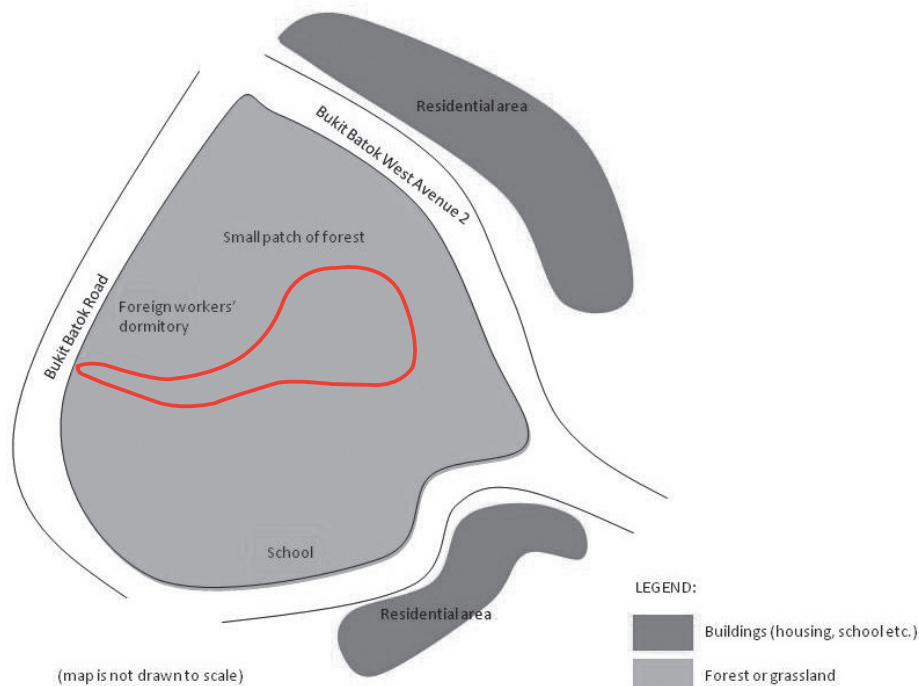 Residential area
Bukit Batok West Avenue 2
Small patch of forest
Foreign workers'
dormitory
Bukit Batok Road
School
Residential area
LEGEND:
Buildings (housing, school etc.)
Forest or grassland
(map is not drawn to scale)